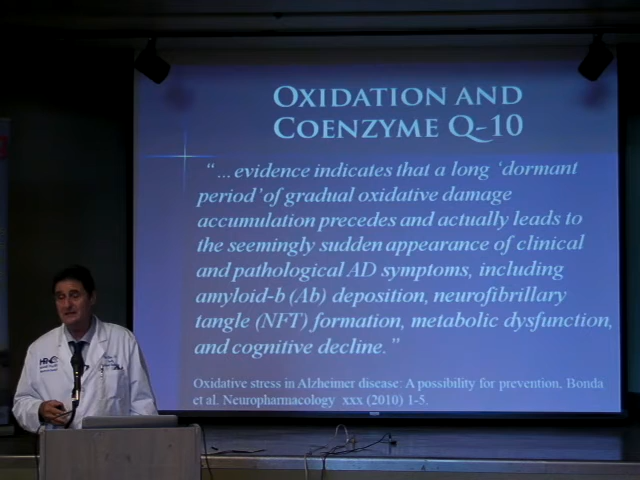 OXIDATION AND
COENZYME Q-10
“…evidence indicates that a long ‘dormant
period’ of gradual oxidative damage
accumulation precedes and actually leads to
the seemingly sudden appearance of clinical
and pathological AD symptoms, including
amyloid-b (Ab) deposition, neurofibrillary
tangle (NFT) formation, metabolic dysfunction,
and cognitive decline.”
Oxidative stress in Alzheimer disease: A possibility for prevention. Bonda
et al. Neuropharmacology xxx (2010) 1-5.